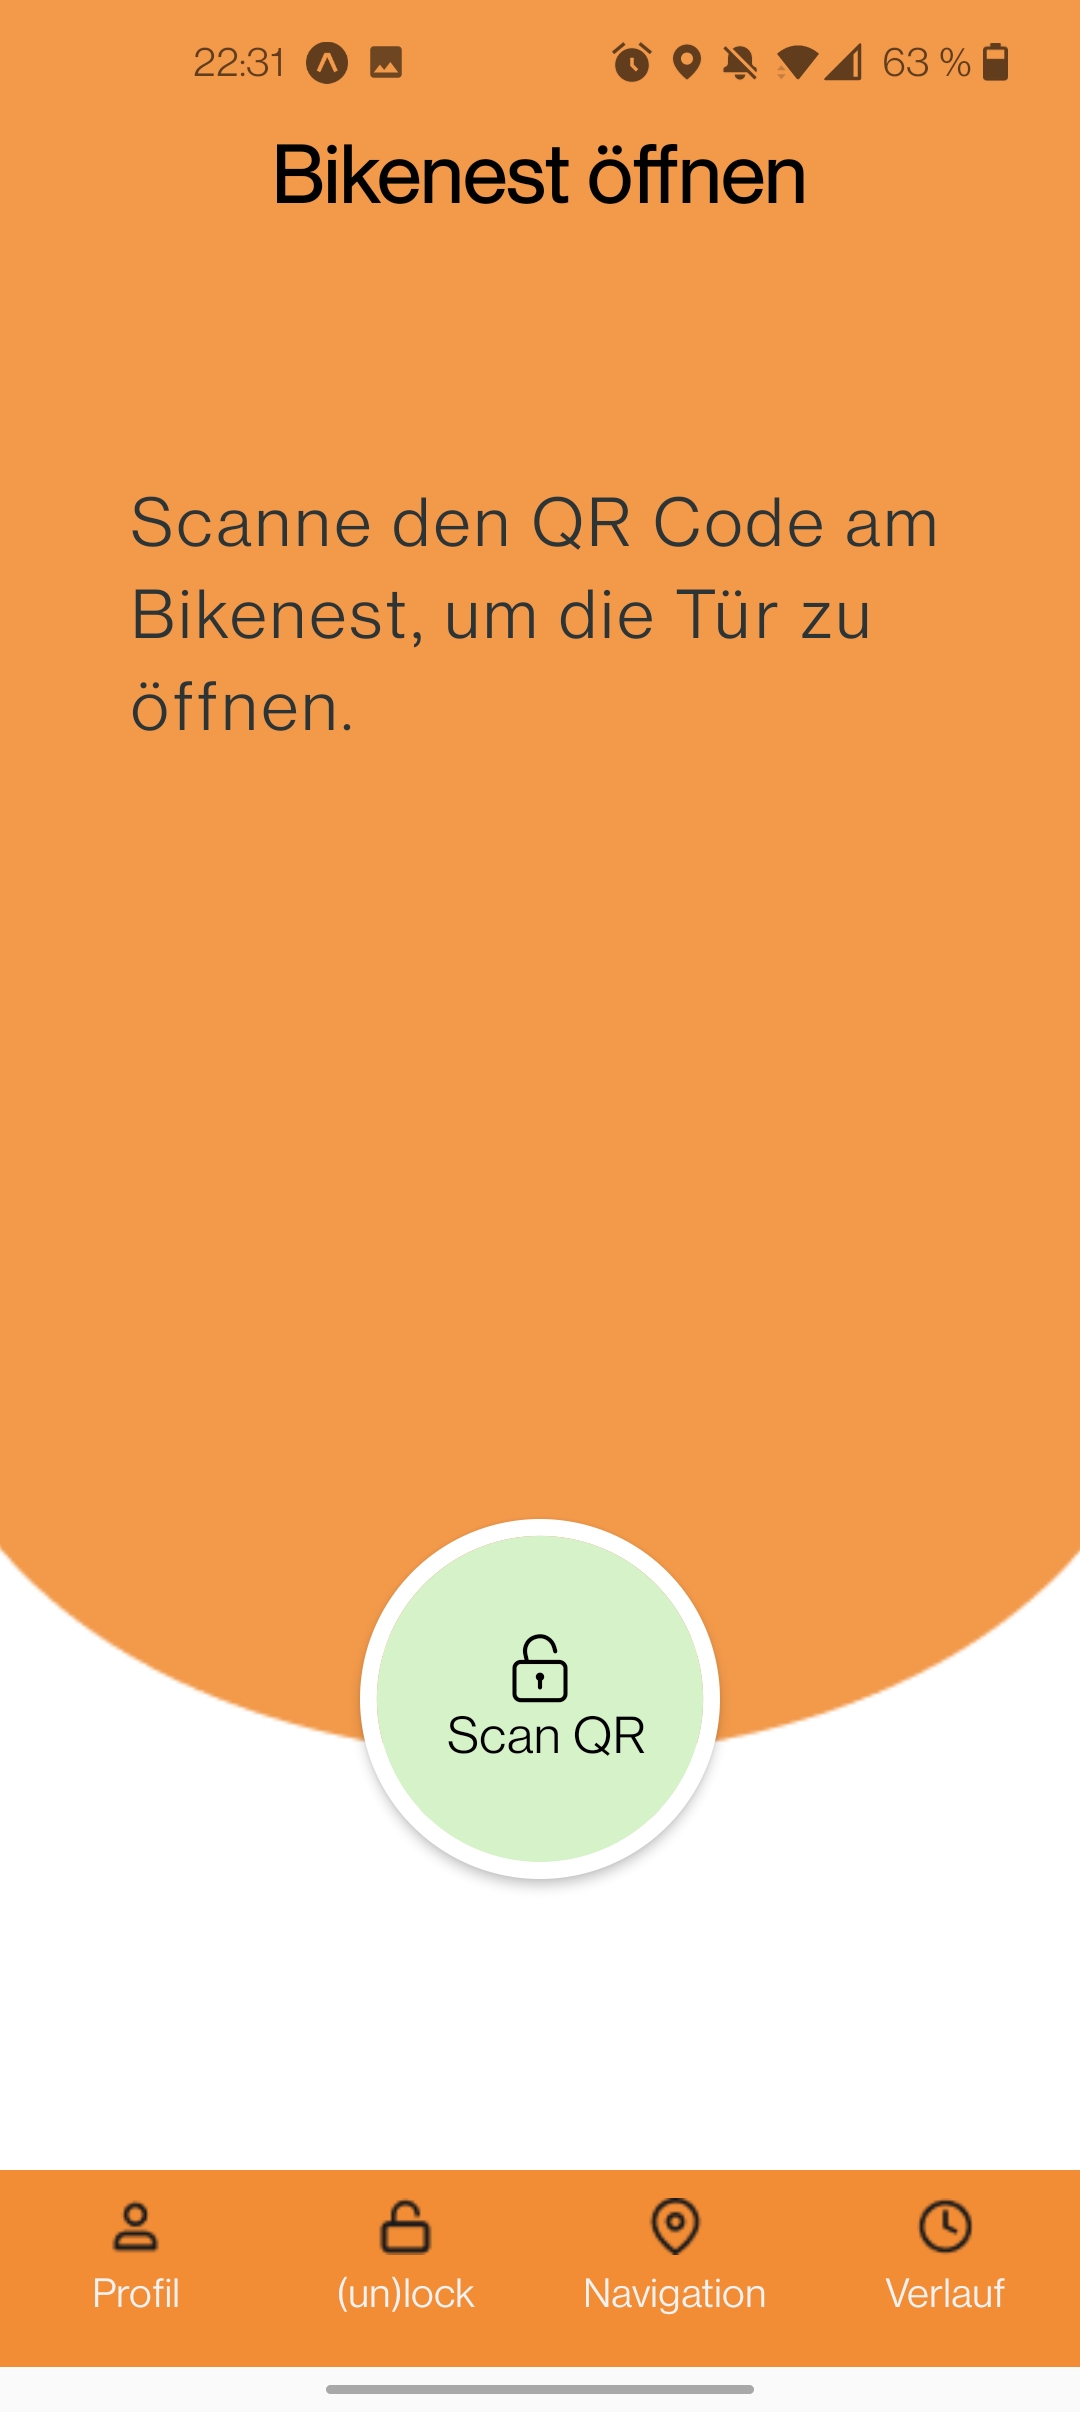 22:31 63 %
Bikenest öffnen
Scanne den QR Code am
Bikenest, um die Tür zu
öffnen.
Scan QR
Profil (un)lock Navigation Verlauf